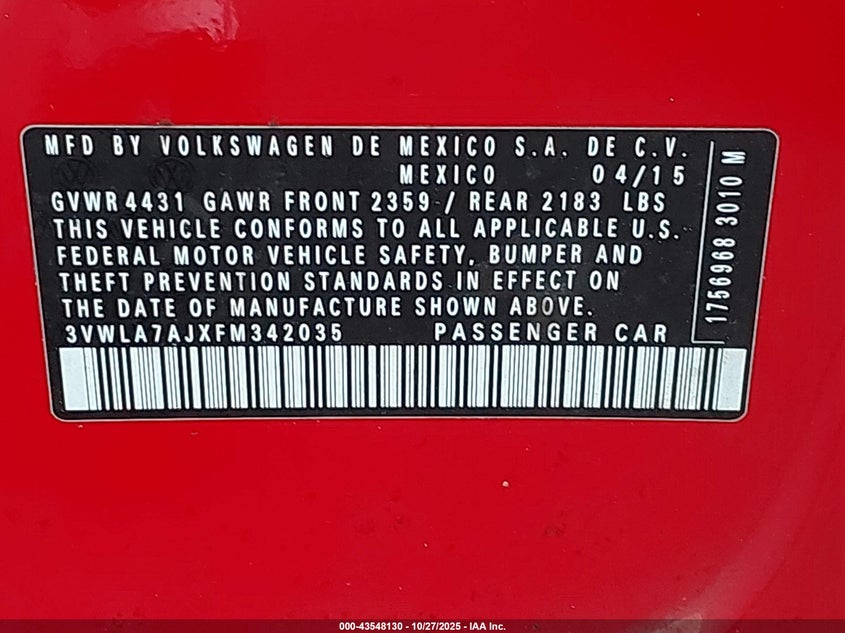 MFD BY VOLKSWAGEN DE MEXICO S.A. DE C.V.
MEXICO 04/15
GVWR 4431 GAWR FRONT 2359 / REAR 2183 LBS
THIS VEHICLE CONFORMS TO ALL APPLICABLE U.S.
FEDERAL MOTOR VEHICLE SAFETY, BUMPER AND
THEFT PREVENTION STANDARDS IN EFFECT ON
THE DATE OF MANUFACTURE SHOWN ABOVE.
3VWLA7AJXFM342035 PASSENGER CAR
1756968 3010 M
000-43548130 - 10/27/2025 - IAA Inc.